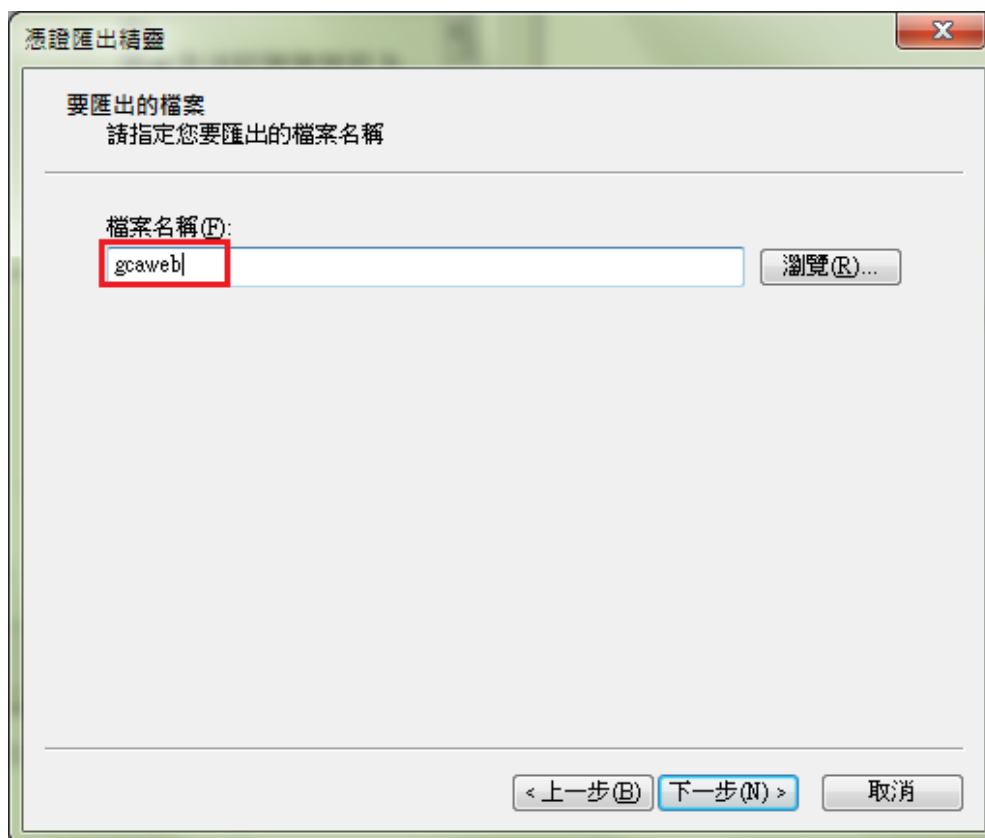 憑證匯出精靈
要匯出的檔案
請指定您要匯出的檔案名稱
檔案名稱(F):
gcaweb
瀏覽(R)...
<上一步(B) 下一步(N) > 取消